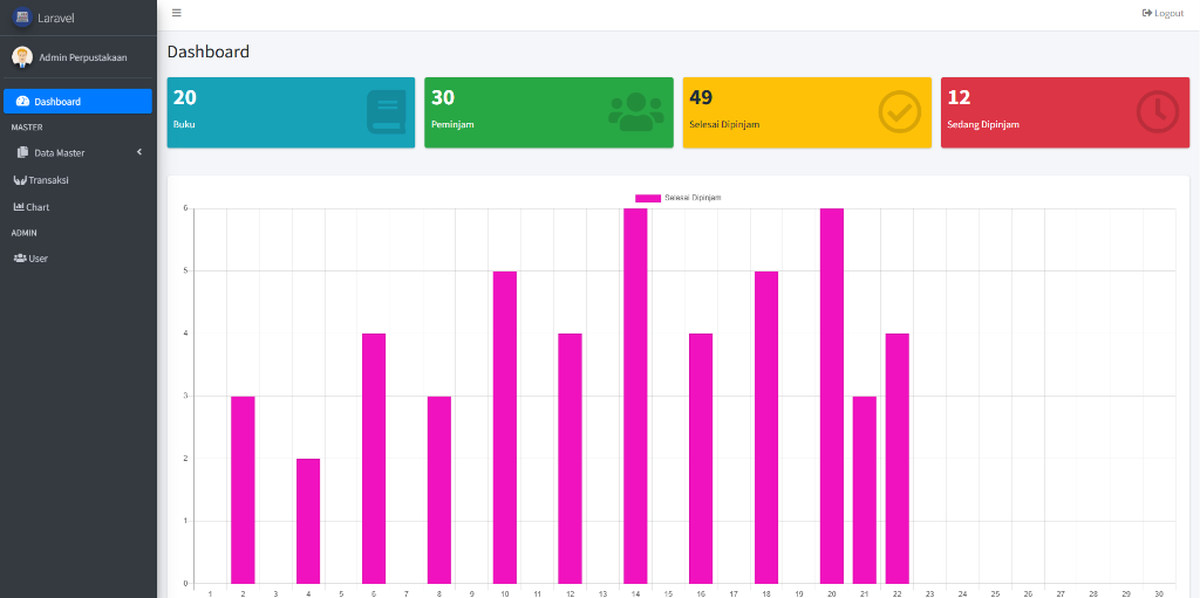 Laravel
Logout
Admin Perpustakaan
Dashboard
MASTER
Data Master
Transaksi
Chart
ADMIN
User
Dashboard
20
Buku
30
Peminjam
49
Selesai Dipinjam
12
Sedang Dipinjam
Selesai Dipinjam
6
5
4
3
2
1
0
1 2 3 4 5 6 7 8 9 10 11 12 13 14 15 16 17 18 19 20 21 22 23 24 25 26 27 28 29 30